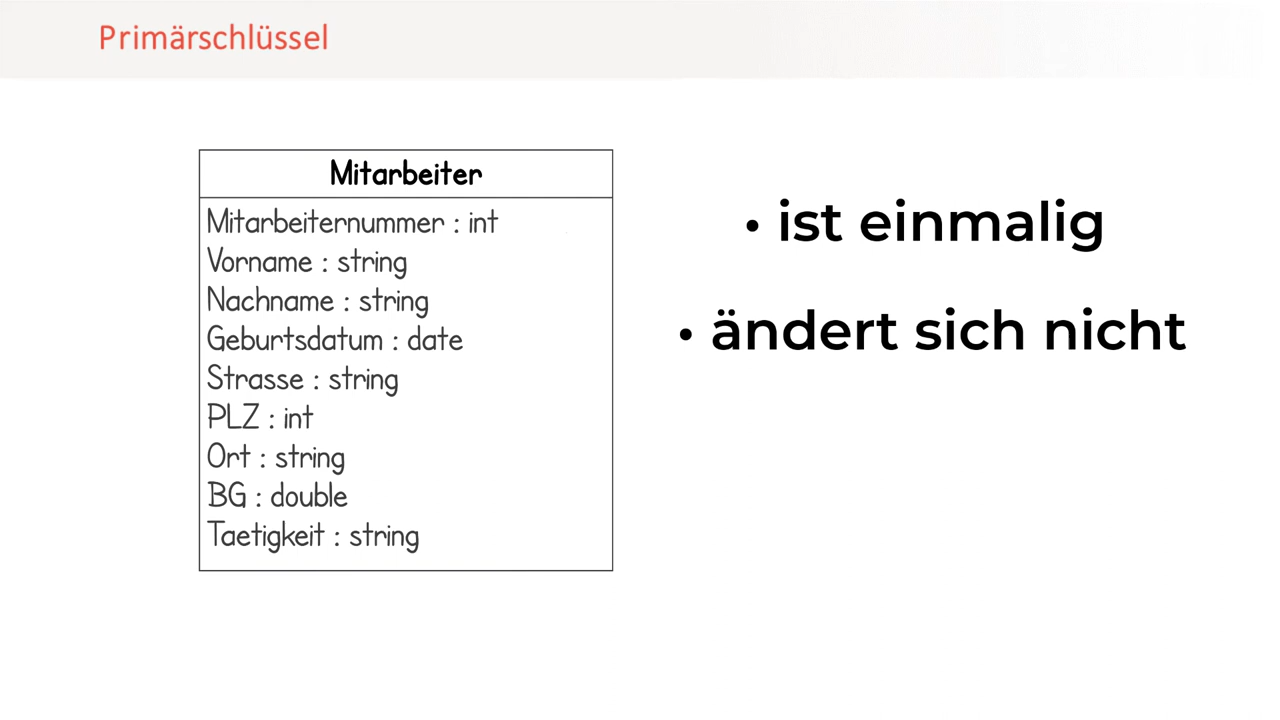 Primärschlüssel
Mitarbeiter
Mitarbeiternummer : int
Vorname : string
Nachname : string
Geburtsdatum : date
Strasse : string
PLZ : int
Ort : string
BG : double
Taetigkeit : string
• ist einmalig
• ändert sich nicht